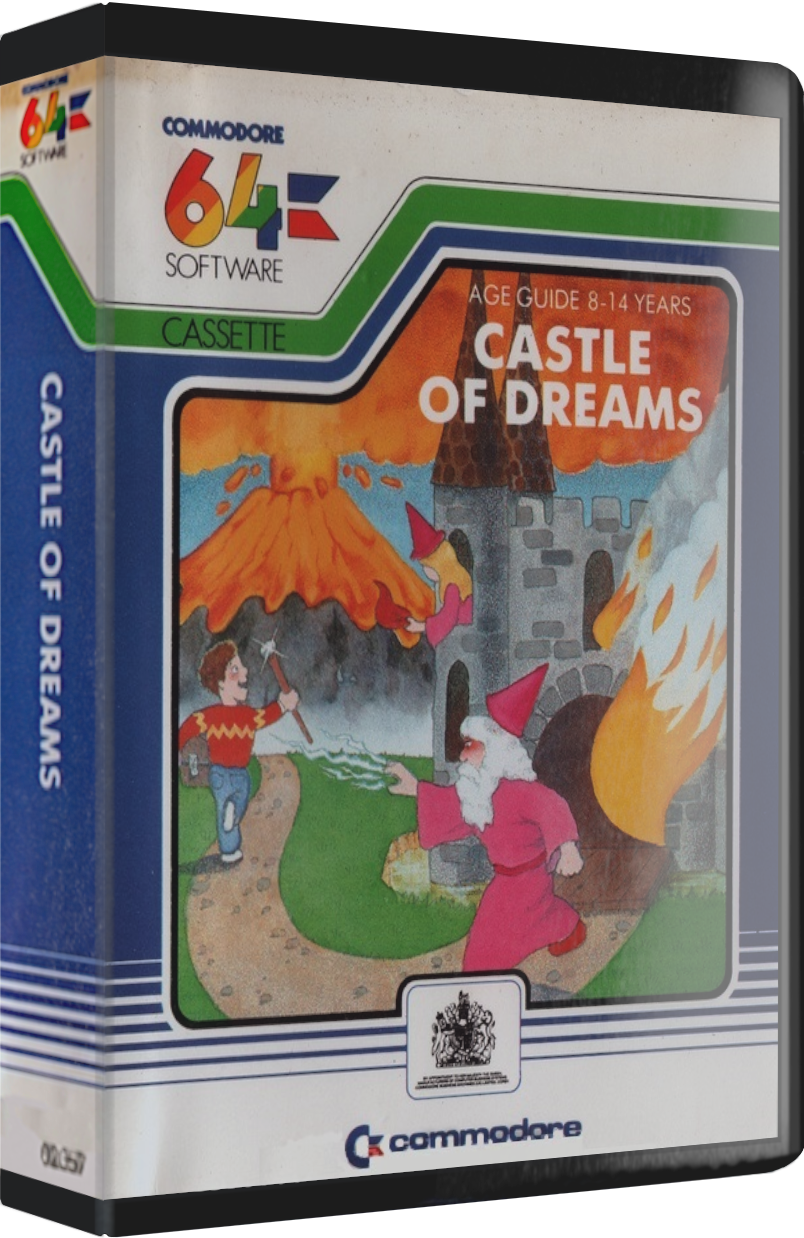 COMMODORE
64
SOFTWARE
COMMODORE
64
SOFTWARE
CASSETTE
AGE GUIDE 8-14 YEARS
CASTLE
OF DREAMS
CASTLE OF DREAMS
commodore